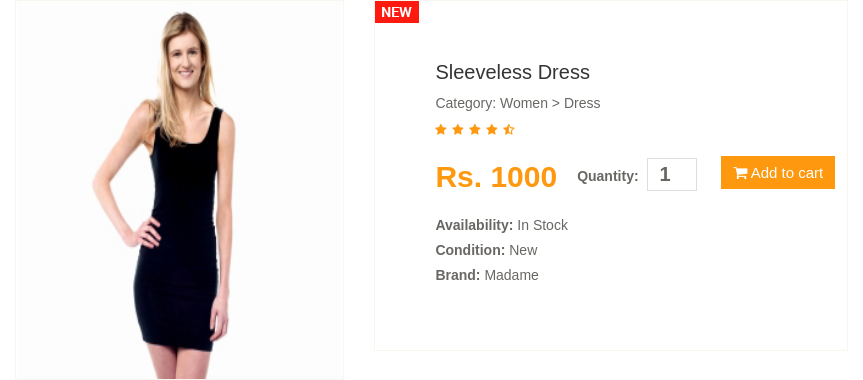 NEW
Sleeveless Dress
Category: Women > Dress
Rs. 1000 Quantity: 1 Add to cart
Availability: In Stock
Condition: New
Brand: Madame